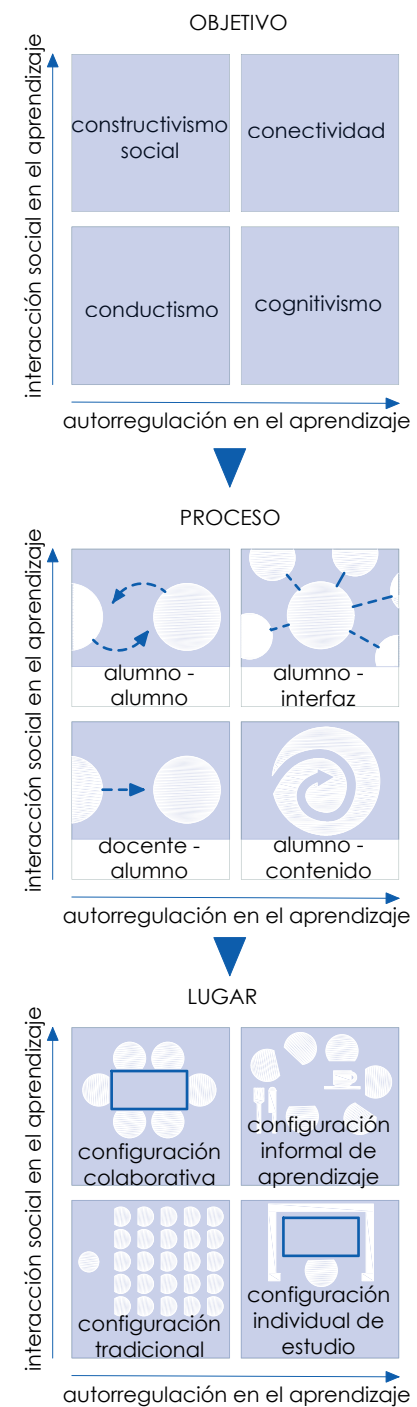 OBJETIVO
interacción social en el aprendizaje
constructivismo
social
conectividad
conductismo
cognitivismo
autorregulación en el aprendizaje
PROCESO
interacción social en el aprendizaje
alumno -
alumno
alumno -
interfaz
docente -
alumno
alumno -
contenido
autorregulación en el aprendizaje
LUGAR
interacción social en el aprendizaje
configuración
colaborativa
configuración
informal de
aprendizaje
configuración
tradicional
configuración
individual de
estudio
autorregulación en el aprendizaje